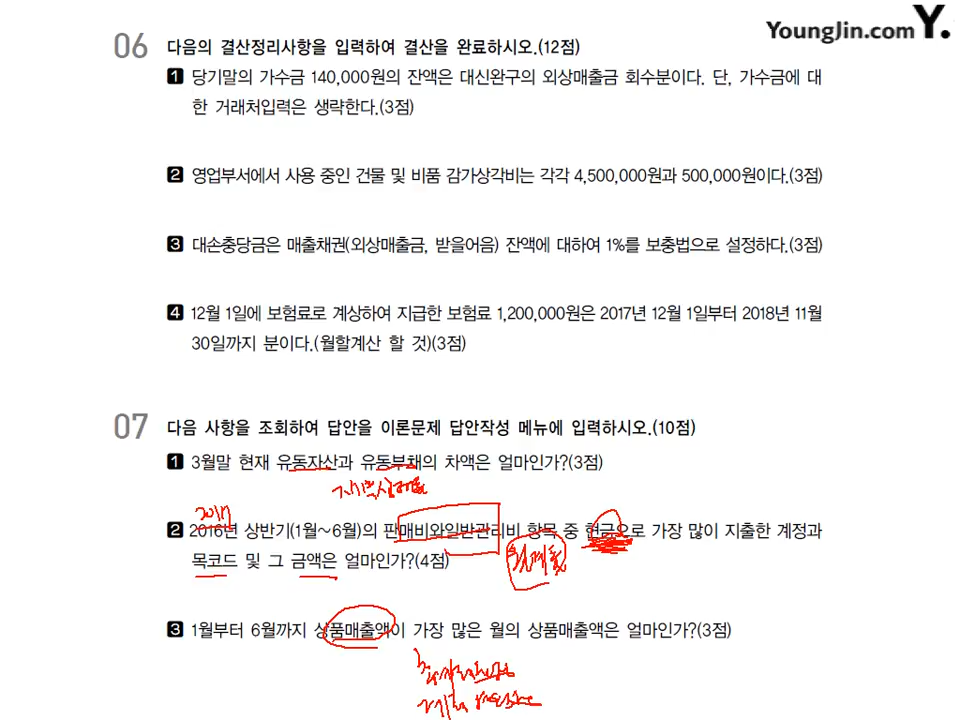 YoungJin.com Y.
06 다음의 결산정리사항을 입력하여 결산을 완료하시오.(12점)
1 당기말의 가수금 140,000원의 잔액은 대신완구의 외상매출금 회수분이다. 단, 가수금에 대
한 거래처입력은 생략한다.(3점)
2 영업부서에서 사용 중인 건물 및 비품 감가상각비는 각각 4,500,000원과 500,000원이다.(3점)
3 대손충당금은 매출채권(외상매출금, 받을어음) 잔액에 대하여 1%를 보충법으로 설정하다.(3점)
4 12월 1일에 보험료로 계상하여 지급한 보험료 1,200,000원은 2017년 12월 1일부터 2018년 11월
30일까지 분이다.(월할계산 할 것)(3점)
07 다음 사항을 조회하여 답안을 이론문제 답안작성 메뉴에 입력하시오.(10점)
1 3월말 현재 유동자산과 유동부채의 차액은 얼마인가?(3점)
2017
2 2016년 상반기(1월~6월)의 판매비와일반관리비 항목 중 현금으로 가장 많이 지출한 계정과
목코드 및 그 금액은 얼마인가?(4점)
3 1월부터 6월까지 상품매출액이 가장 많은 월의 상품매출액은 얼마인가?(3점)